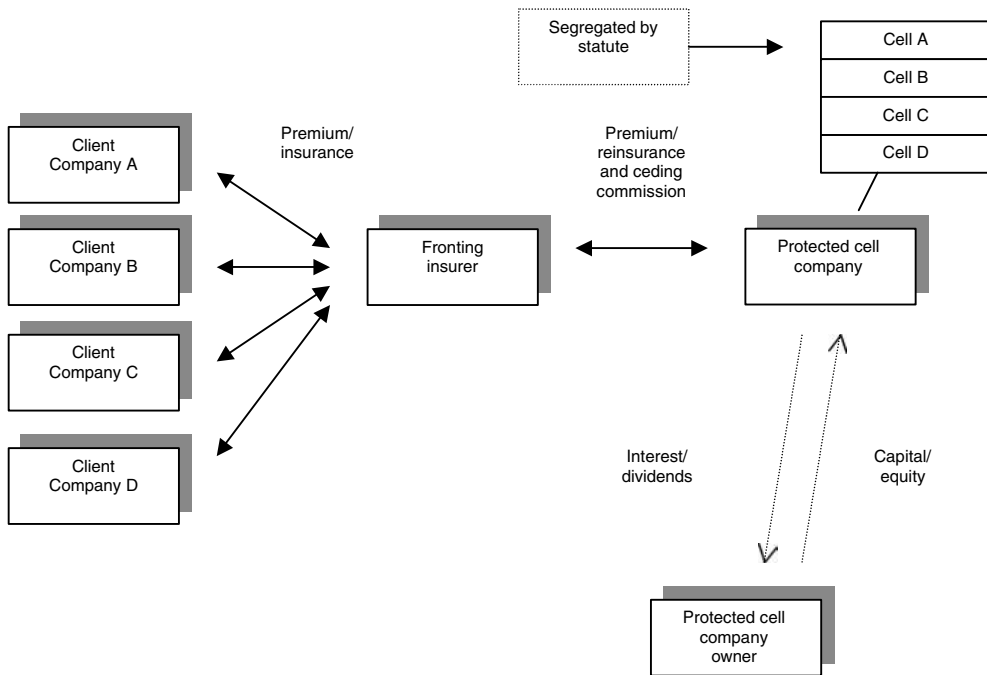 Segregated by
statute
Cell A
Cell B
Cell C
Cell D
Client
Company A
Premium/
insurance
Premium/
reinsurance
and ceding
commission
Client
Company B
Fronting
insurer
Protected cell
company
Client
Company C
Client
Company D
Interest/
dividends
Capital/
equity
Protected cell
company
owner